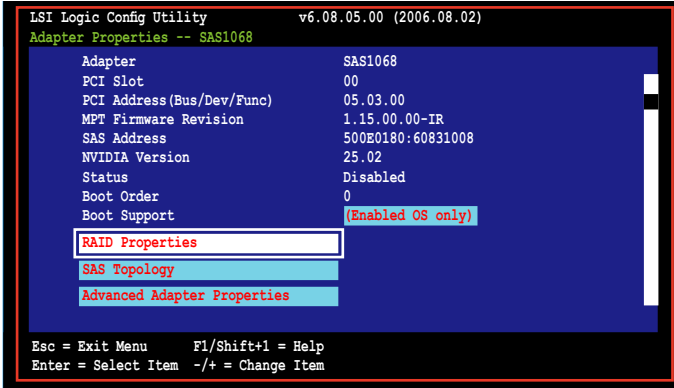 LSI Logic Config Utility v6.08.05.00 (2006.08.02)
Adapter Properties -- SAS1068
Adapter SAS1068
PCI Slot 00
PCI Address(Bus/Dev/Func) 05.03.00
MPT Firmware Revision 1.15.00.00-IR
SAS Address 500E0180:60831008
NVIDIA Version 25.02
Status Disabled
Boot Order 0
Boot Support (Enabled OS only)
RAID Properties
SAS Topology
Advanced Adapter Properties
Esc = Exit Menu F1/Shift+1 = Help
Enter = Select Item -/+ = Change Item